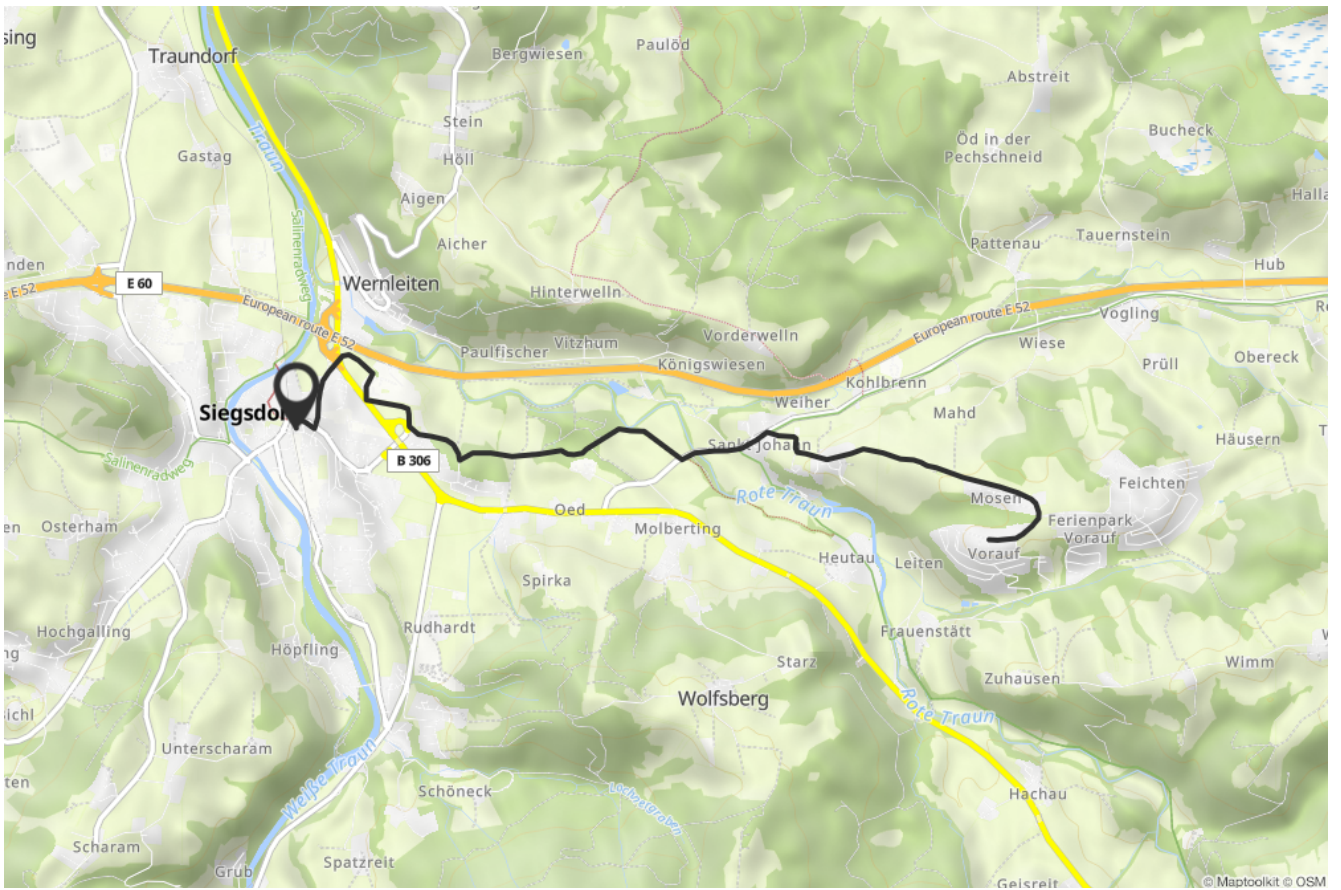 sing
Traundorf
Bergwiesen
Paulöd
Abstreit
Bucheck
Stein
Höll
Öd in der
Pechschneid
Traun
Gastag
Aigen
Halla
Salinenradweg
Aicher
Pattenau
Tauernstein
nden
Hub
E 60
Wernleiten
Hinterwelln
e E 52
European route E 52
European route E 52
Vogling
Vorderwelln
Vitzhum
Paulfischer
Königswiesen
Wiese
Prüll
Obereck
Kohlbrenn
Weiher
Siegsdo
Mahd
Sankt Johann
Häusern
Salinenradweg
B 306
Rote Traun
Mosen
Feichten
Osterham
en
Oed
Molberting
Ferienpark
Vorauf
Vorauf
Heutau
Leiten
Spirka
Hochgalling
Rudhardt
Frauenstätt
ng
Höpfling
Starz
Wimm
Zuhausen
Wolfsberg
Rote Traun
Bichl
Unterscharam
Weiße Traun
ten
Schöneck
Hachau
Scharam
Spatzreit
Grub
Geisreit
© Maptoolkit © OSM